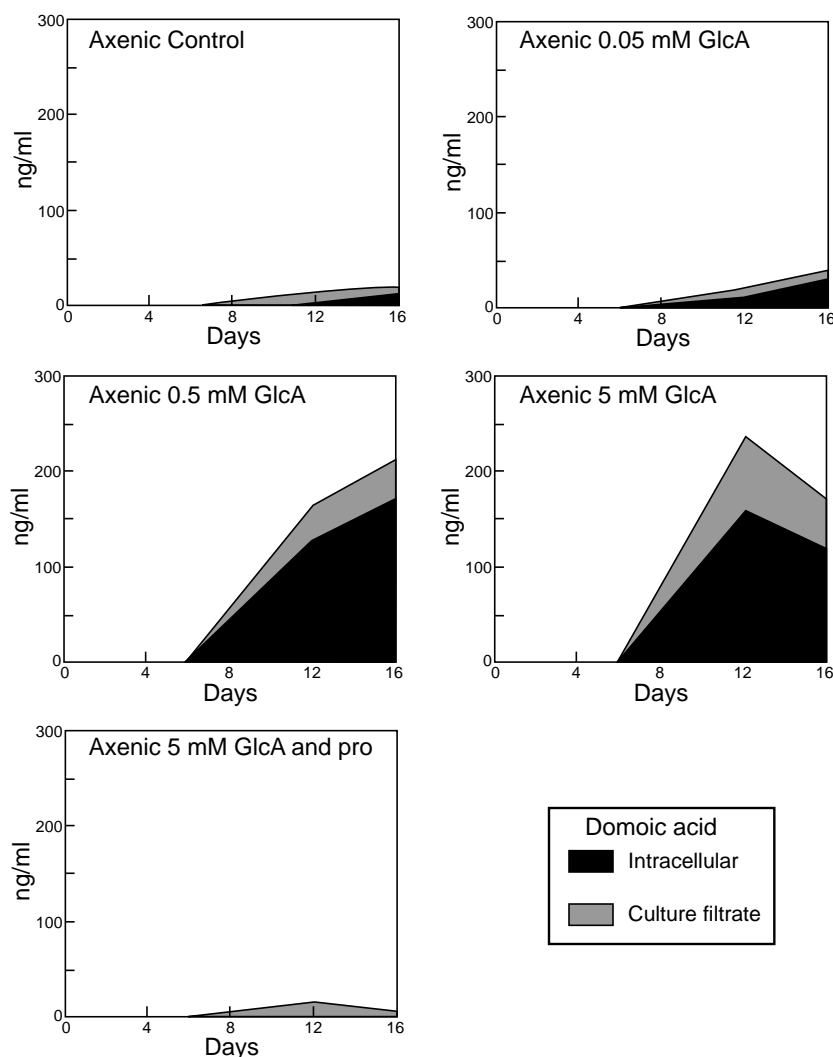 Axenic Control
300
200
100
0
ng/ml
0 4 8 12 16
Days
Axenic 0.05 mM GlcA
300
200
100
0
ng/ml
0 4 8 12 16
Days
Axenic 0.5 mM GlcA
300
200
100
0
ng/ml
0 4 8 12 16
Days
Axenic 5 mM GlcA
300
200
100
0
ng/ml
0 4 8 12 16
Days
Axenic 5 mM GlcA and pro
300
200
100
0
ng/ml
0 4 8 12 16
Days
Domoic acid
Intracellular
Culture filtrate